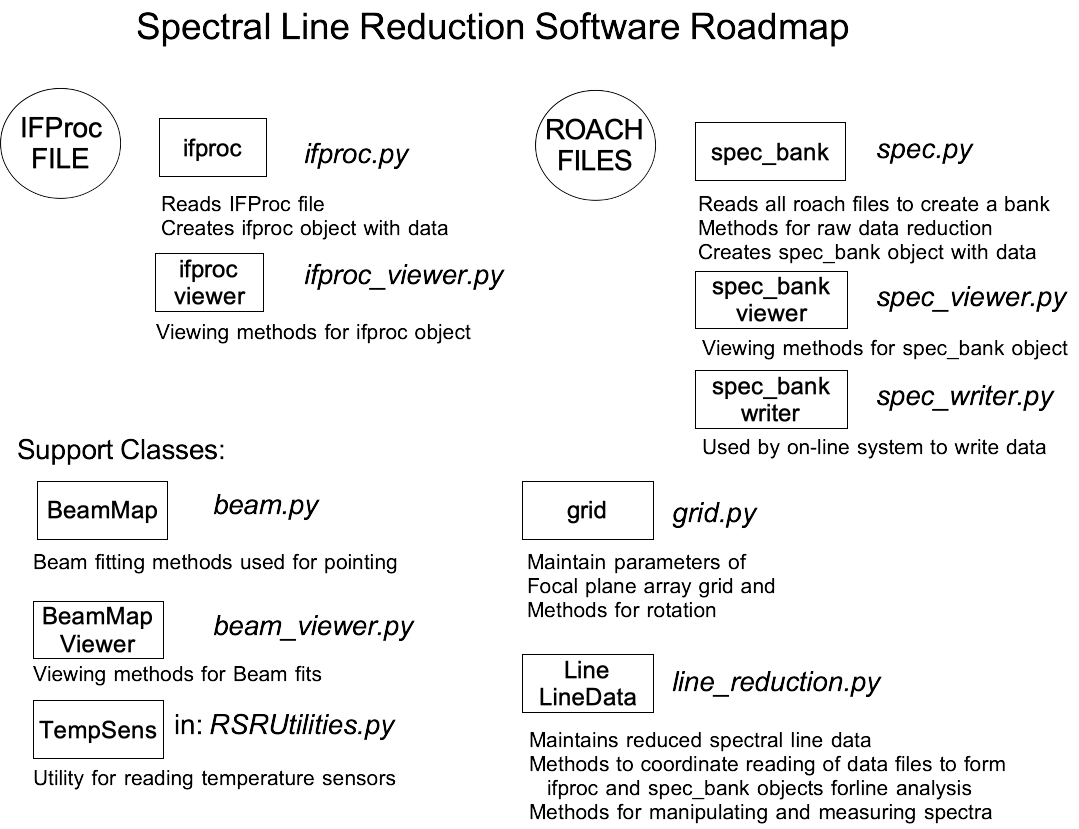 Spectral Line Reduction Software Roadmap
IFProc
FILE
ifproc
ifproc.py
Reads IFProc file
Creates ifproc object with data
ifproc
viewer
ifproc_viewer.py
Viewing methods for ifproc object
ROACH
FILES
spec_bank
spec.py
Reads all roach files to create a bank
Methods for raw data reduction
Creates spec_bank object with data
spec_bank
viewer
spec_viewer.py
Viewing methods for spec_bank object
spec_bank
writer
spec_writer.py
Used by on-line system to write data
Support Classes:
BeamMap
beam.py
Beam fitting methods used for pointing
BeamMap
Viewer
beam_viewer.py
Viewing methods for Beam fits
TempSens
in: RSRUtilities.py
Utility for reading temperature sensors
grid
grid.py
Maintain parameters of
Focal plane array grid and
Methods for rotation
Line
LineData
line_reduction.py
Maintains reduced spectral line data
Methods to coordinate reading of data files to form
ifproc and spec_bank objects forline analysis
Methods for manipulating and measuring spectra